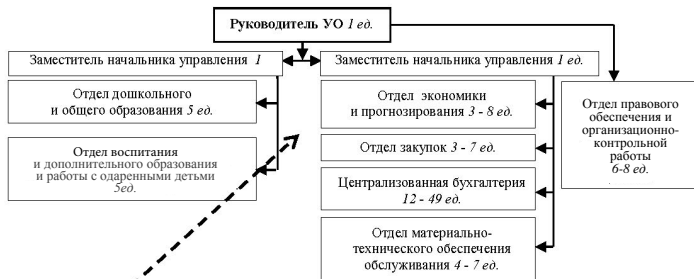 Руководитель УО 1 ед.
Заместитель начальника управления 1
Заместитель начальника управления 1 ед.
Отдел дошкольного
и общего образования 5 ед.
Отдел воспитания
и дополнительного образования
и работы с одаренными детьми
5ед.
Отдел экономики
и прогнозирования 3 - 8 ед.
Отдел закупок 3 - 7 ед.
Централизованная бухгалтерия
12 - 49 ед.
Отдел материально-
технического обеспечения
обслуживания 4 - 7 ед.
Отдел правового
обеспечения и
организационно-
контрольной
работы
6-8 ед.